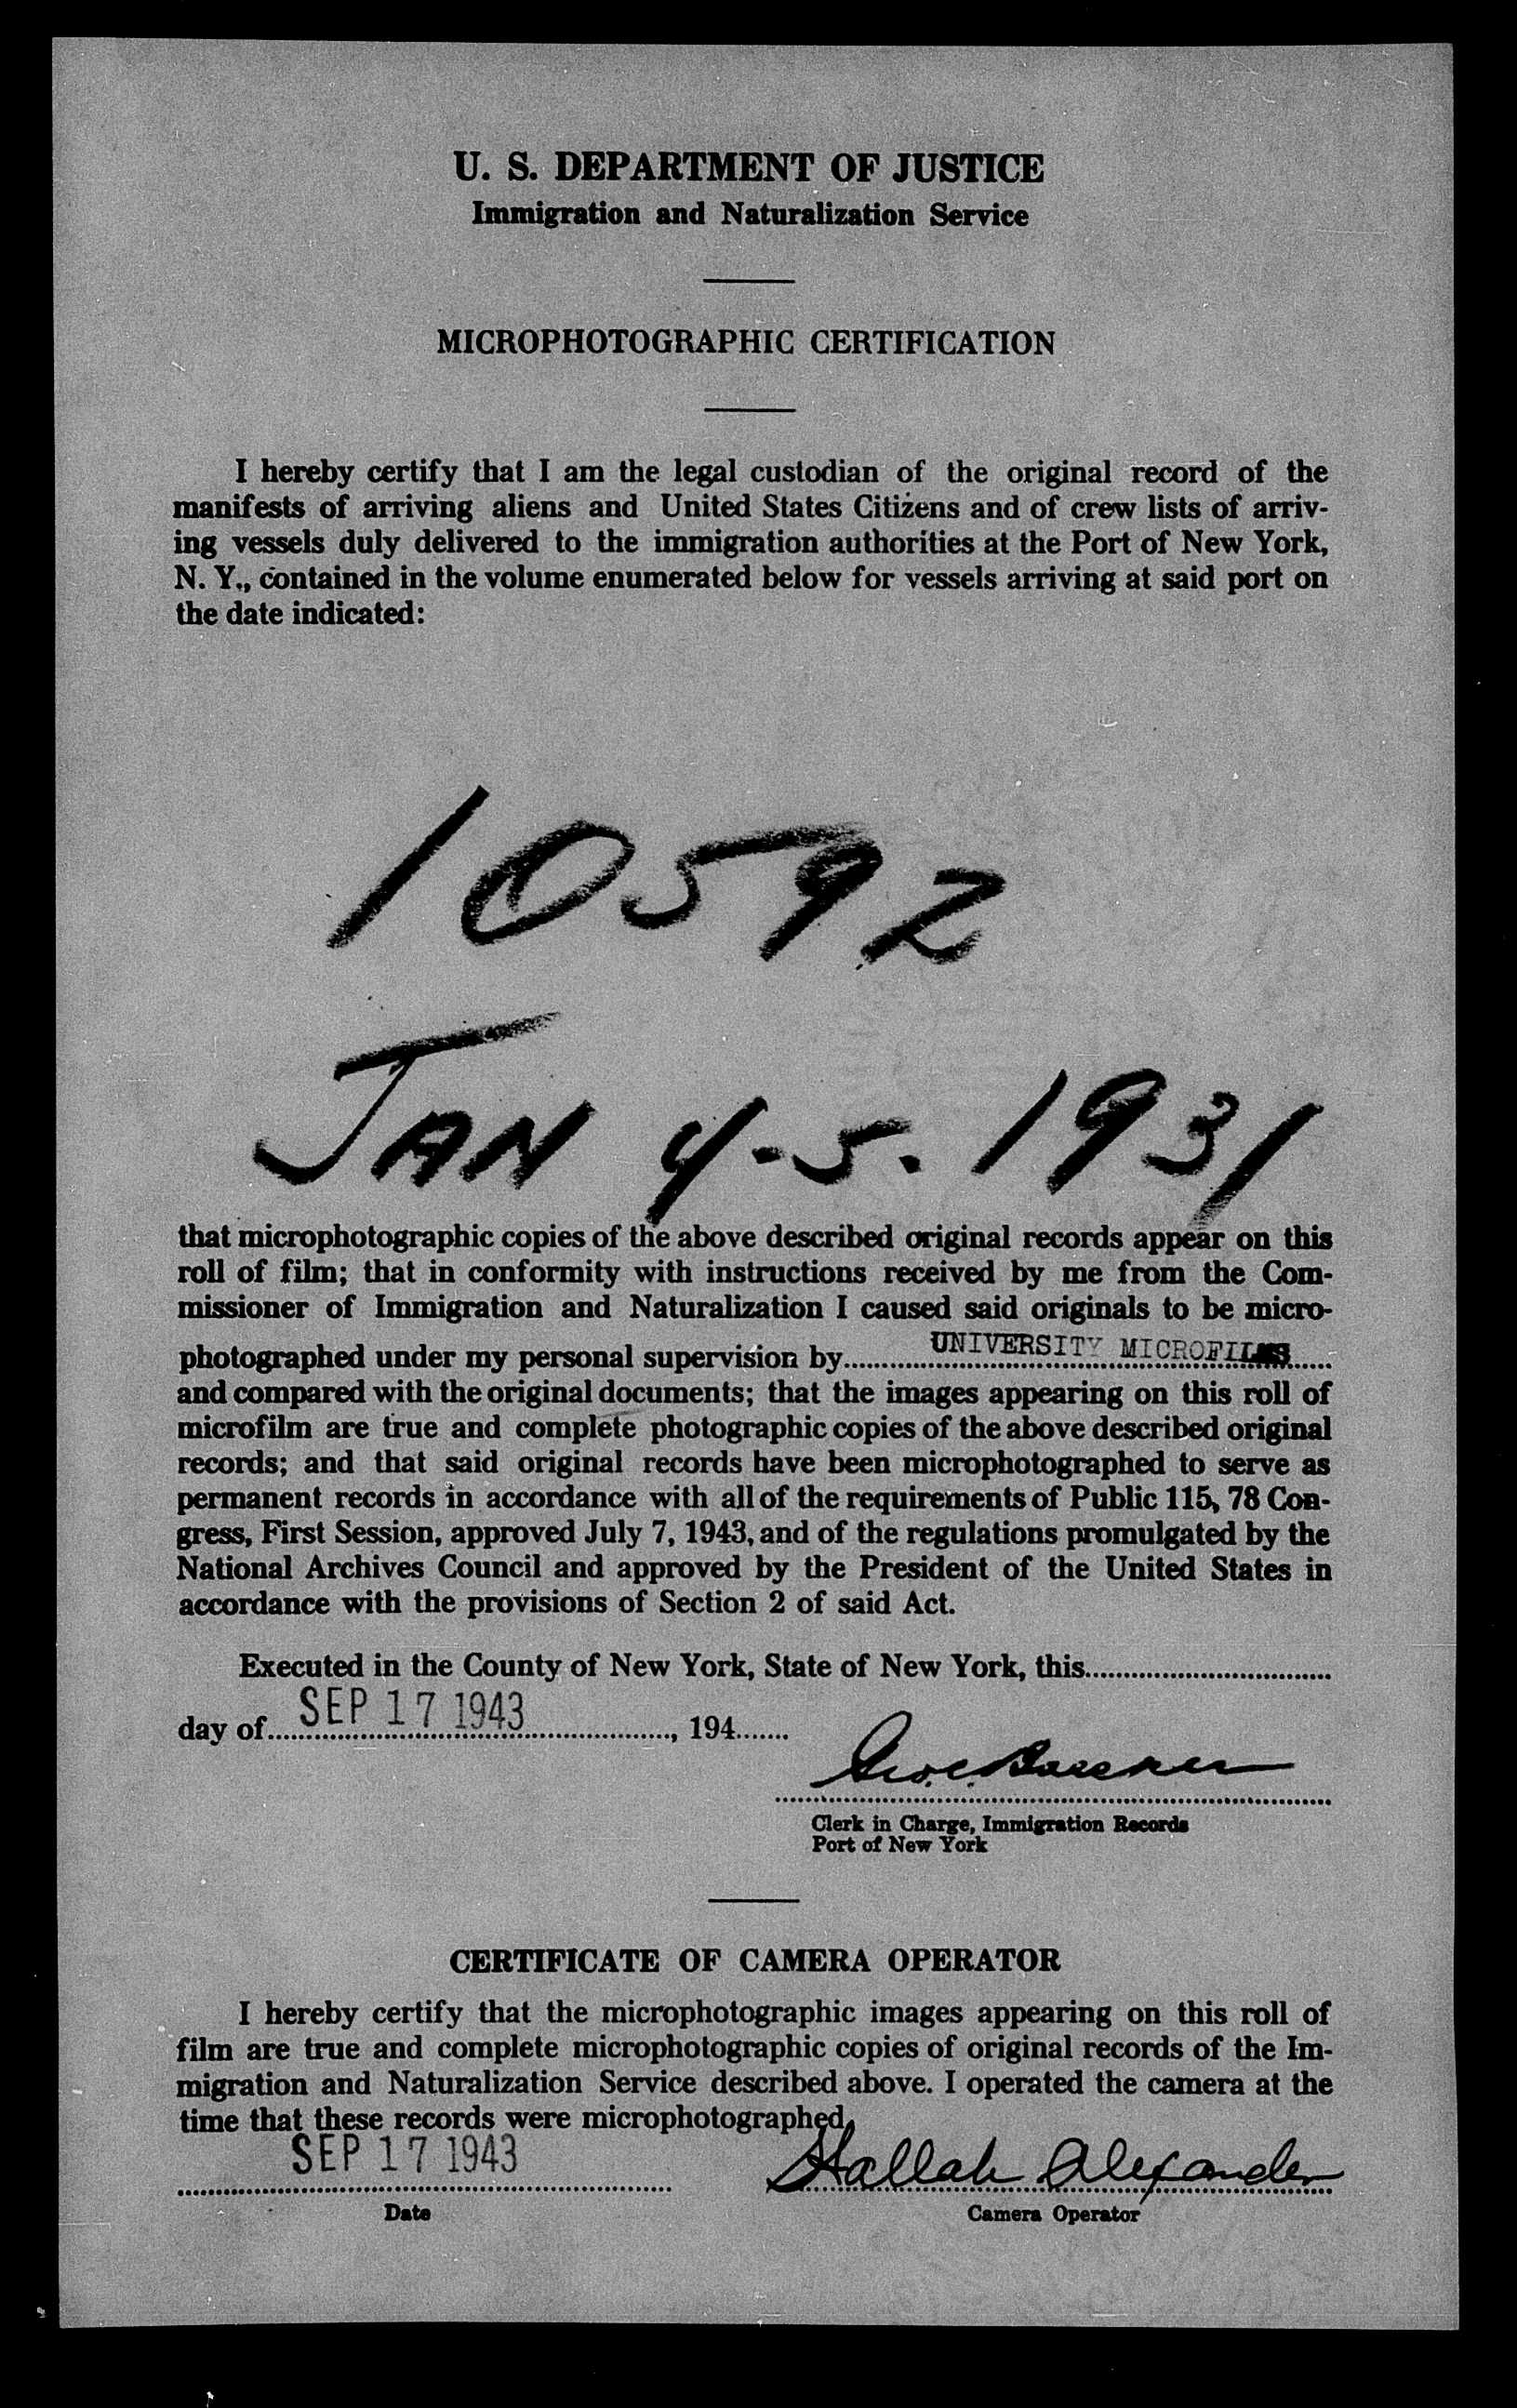 U. S. DEPARTMENT OF JUSTICE
Immigration and Naturalization Service
MICROPHOTOGRAPHIC CERTIFICATION
I hereby certify that I am the legal custodian of the original record of the
manifests of arriving aliens and United States Citizens and of crew lists of arriv-
ing vessels duly delivered to the immigration authorities at the Port of New York,
N. Y., contained in the volume enumerated below for vessels arriving at said port on
the date indicated:
10592
JAN 4-5. 1931
that microphotographic copies of the above described original records appear on this
roll of film; that in conformity with instructions received by me from the Com-
missioner of Immigration and Naturalization I caused said originals to be micro-
photographed under my personal supervision by UNIVERSITY MICROFILMS
and compared with the original documents; that the images appearing on this roll of
microfilm are true and complete photographic copies of the above described original
records; and that said original records have been microphotographed to serve as
permanent records in accordance with all of the requirements of Public 115, 78 Con-
gress, First Session, approved July 7, 1943, and of the regulations promulgated by the
National Archives Council and approved by the President of the United States in
accordance with the provisions of Section 2 of said Act.
Executed in the County of New York, State of New York, this
day of SEP 17 1943, 194
Clerk in Charge, Immigration Records
Port of New York
CERTIFICATE OF CAMERA OPERATOR
I hereby certify that the microphotographic images appearing on this roll of
film are true and complete microphotographic copies of original records of the Im-
migration and Naturalization Service described above. I operated the camera at the
time that these records were microphotographed.
SEP 17 1943 Hallah Alexander
Date Camera Operator